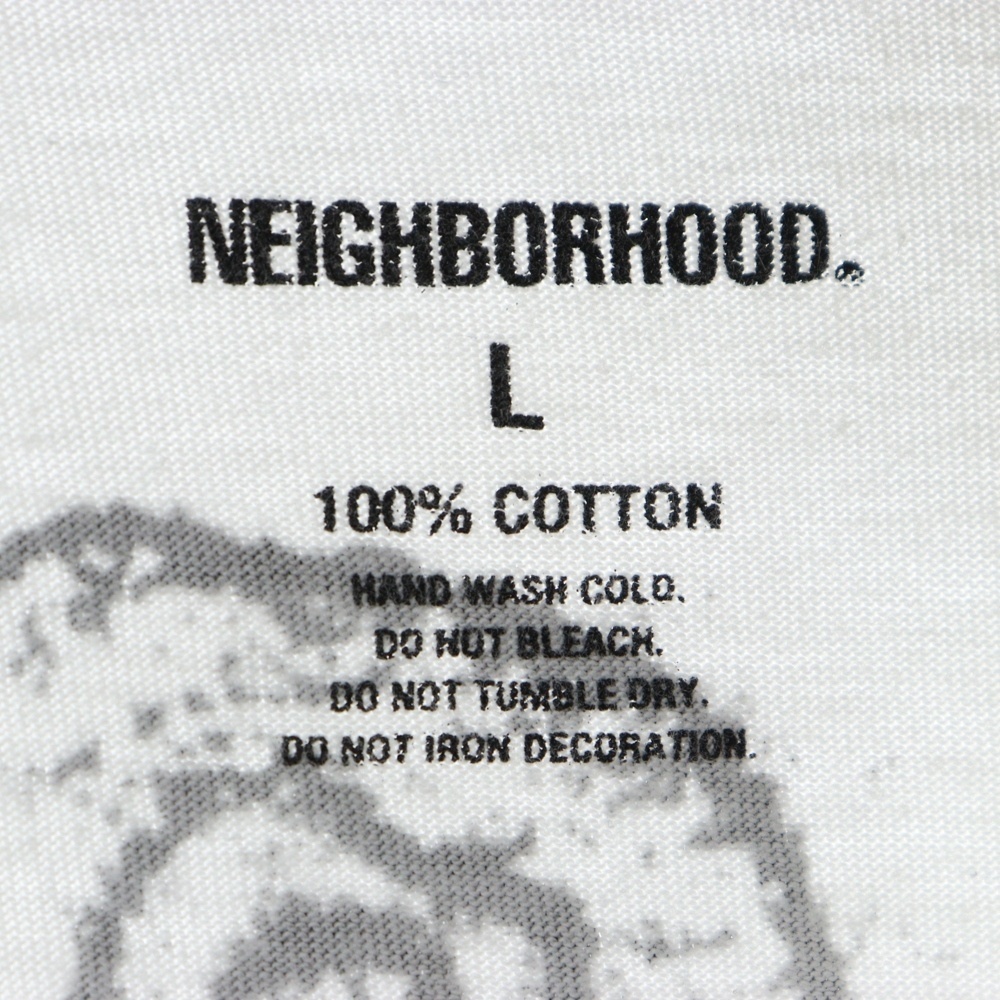 NEIGHBORHOOD®
L
100% COTTON
HAND WASH COLD.
DO NOT BLEACH.
DO NOT TUMBLE DRY.
DO NOT IRON DECORATION.